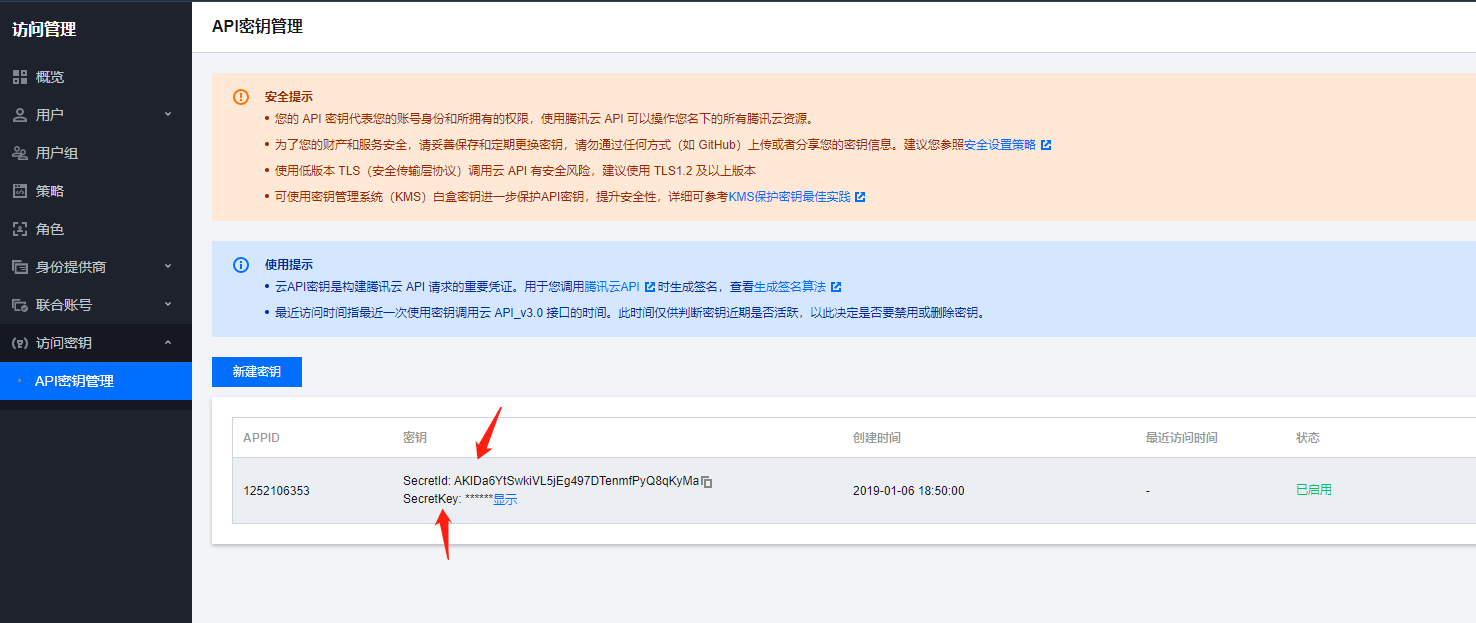 访问管理
API密钥管理
概览
用户
用户组
策略
角色
身份提供商
联合账号
访问密钥
API密钥管理
安全提示
• 您的 API 密钥代表您的账号身份和所拥有的权限，使用腾讯云 API 可以操作您名下的所有腾讯云资源。
• 为了您的财产和服务安全，请妥善保存和定期更换密钥，请勿通过任何方式（如 GitHub）上传或者分享您的密钥信息。建议您参照安全设置策略
• 使用低版本 TLS（安全传输层协议）调用云 API 有安全风险，建议使用 TLS1.2 及以上版本
• 可使用密钥管理系统（KMS）白盒密钥进一步保护API密钥，提升安全性，详细可参考KMS保护密钥最佳实践
使用提示
• 云API密钥是构建腾讯云 API 请求的重要凭证。用于您调用腾讯云API 时生成签名，查看生成签名算法
• 最近访问时间指最近一次使用密钥调用云 API_v3.0 接口的时间。此时间仅供判断密钥近期是否活跃，以此决定是否要禁用或删除密钥。
新建密钥
APPID 密钥 创建时间 最近访问时间 状态
SecretId: AKIDa6YtSwkiVL5jEg497DTenmfPyQ8qKyMa
1252106353 2019-01-06 18:50:00 - 已启用
SecretKey: ******显示